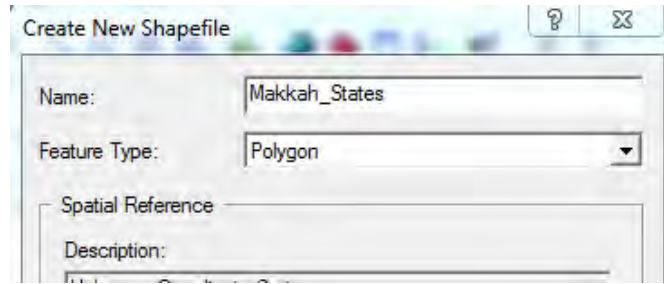 Create New Shapefile
Name: Makkah_States
Feature Type: Polygon
Spatial Reference
Description: